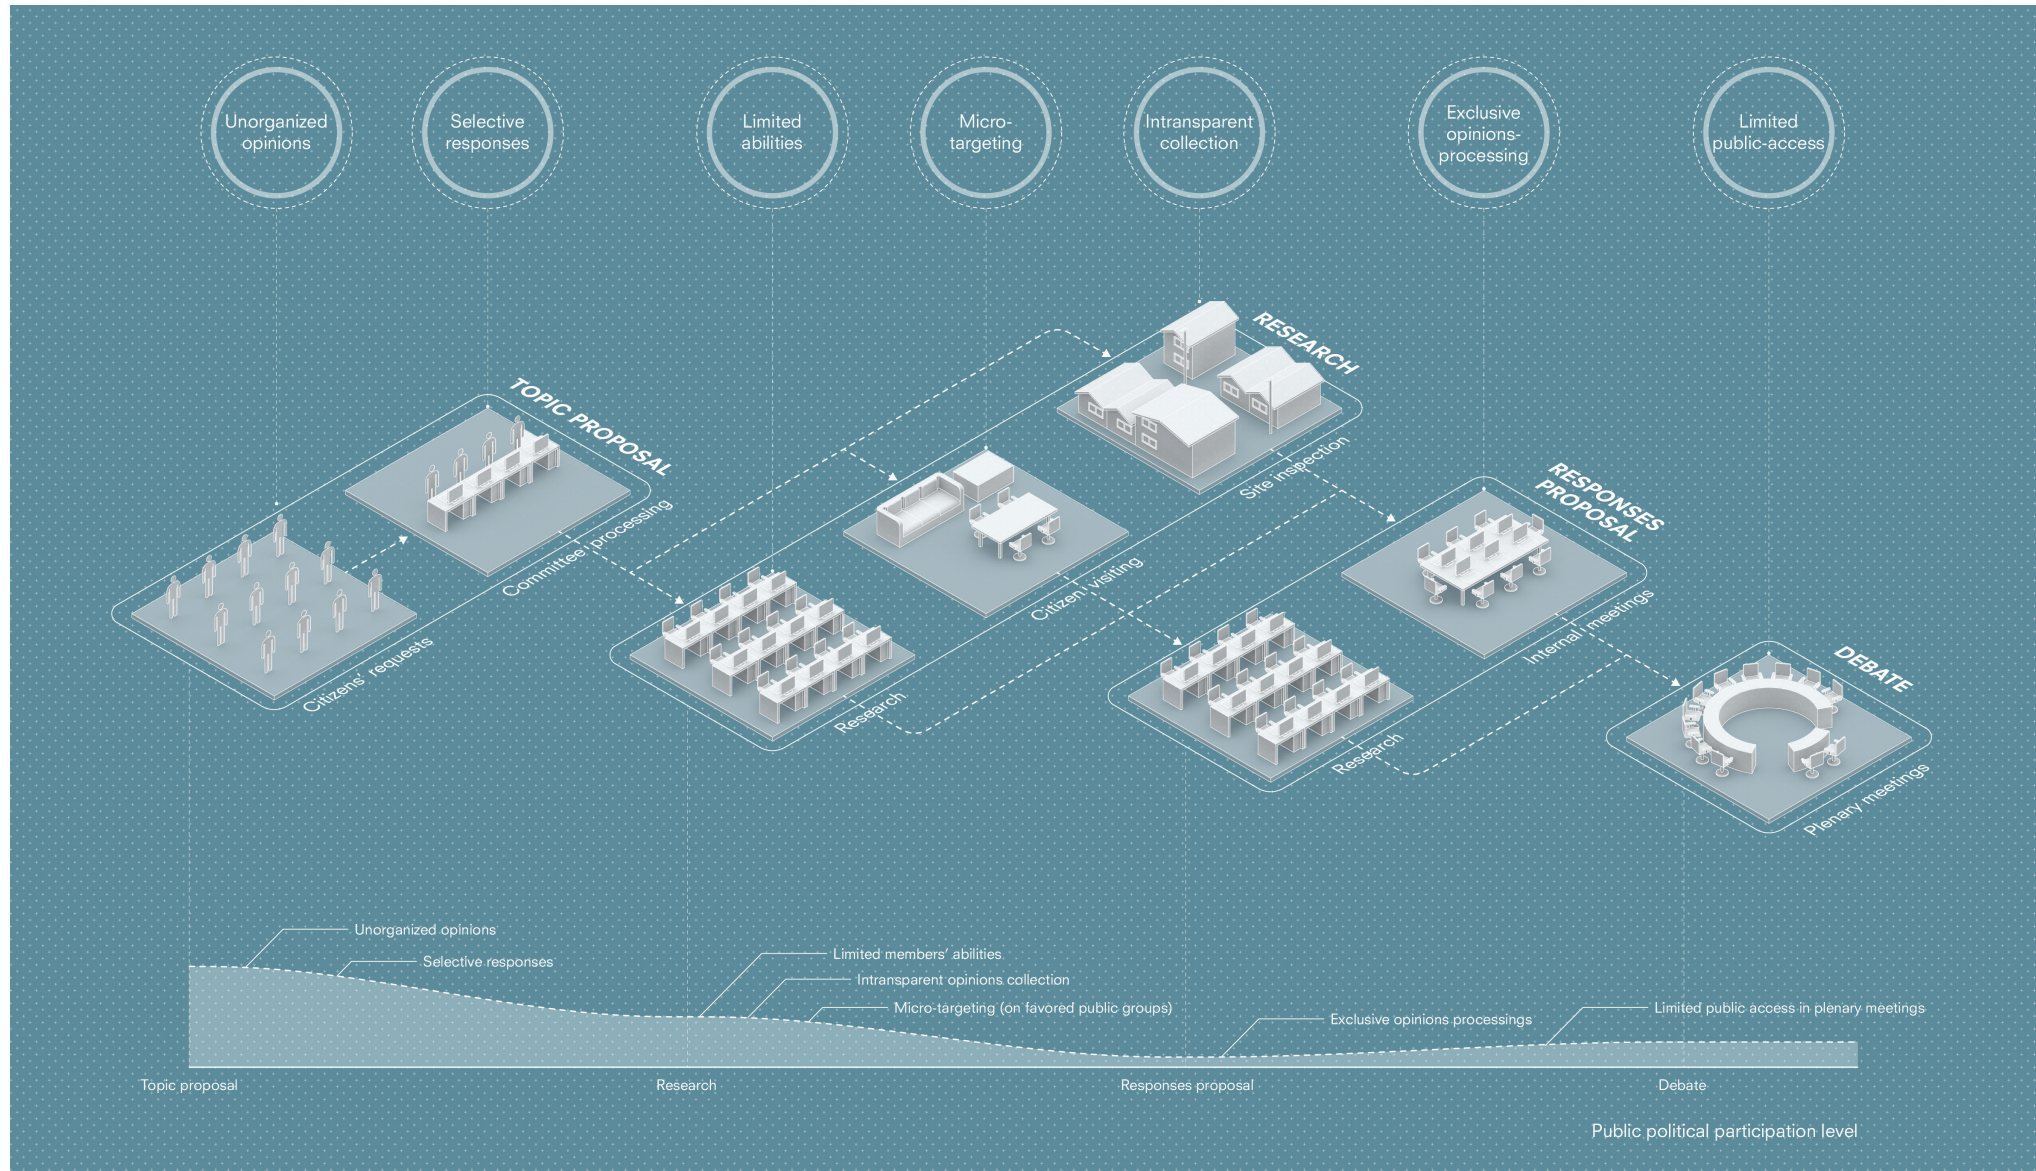 Unorganized
opinions
Selective
responses
Limited
abilities
Micro-
targeting
Intransparent
collection
Exclusive
opinions-
processing
Limited
public-access
TOPIC PROPOSAL
Citizens' requests
Committee processing
RESEARCH
Research
Citizen visiting
Site inspection
RESPONSES
PROPOSAL
Research
Internal meetings
DEBATE
Plenary meetings
Unorganized opinions
Selective responses
Limited members' abilities
Intransparent opinions collection
Micro-targeting (on favored public groups)
Exclusive opinions processings
Limited public access in plenary meetings
Topic proposal
Research
Responses proposal
Debate
Public political participation level